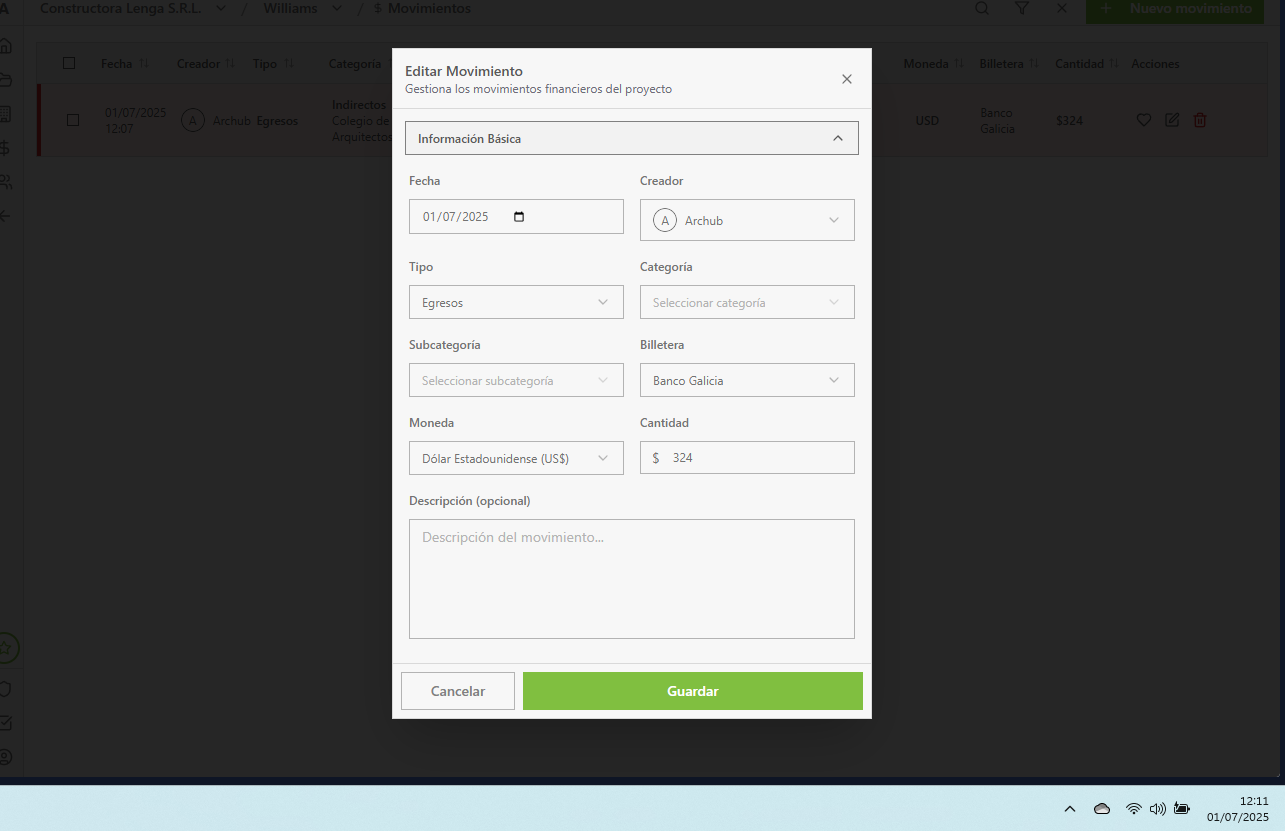 A Constructora Lenga S.R.L. / Williams / $ Movimientos + Nuevo movimiento
Fecha Creador Tipo Categoría Moneda Billetera Cantidad Acciones
01/07/2025 12:07 A Archub Egresos Indirectos Colegio de Arquitectos USD Banco Galicia $324
Editar Movimiento
Gestiona los movimientos financieros del proyecto
Información Básica
Fecha Creador
01/07/2025 A Archub
Tipo Categoría
Egresos Seleccionar categoría
Subcategoría Billetera
Seleccionar subcategoría Banco Galicia
Moneda Cantidad
Dólar Estadounidense (US$) $ 324
Descripción (opcional)
Descripción del movimiento...
Cancelar Guardar
12:11
01/07/2025